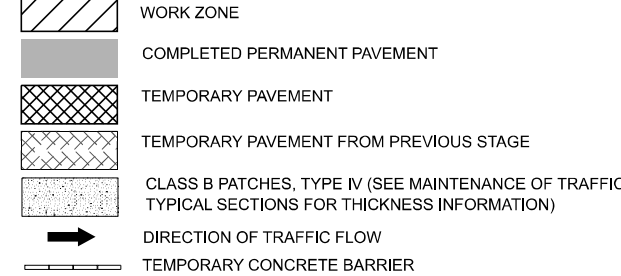 WORK ZONE
COMPLETED PERMANENT PAVEMENT
TEMPORARY PAVEMENT
TEMPORARY PAVEMENT FROM PREVIOUS STAGE
CLASS B PATCHES, TYPE IV (SEE MAINTENANCE OF TRAFFIC
TYPICAL SECTIONS FOR THICKNESS INFORMATION)
DIRECTION OF TRAFFIC FLOW
TEMPORARY CONCRETE BARRIER